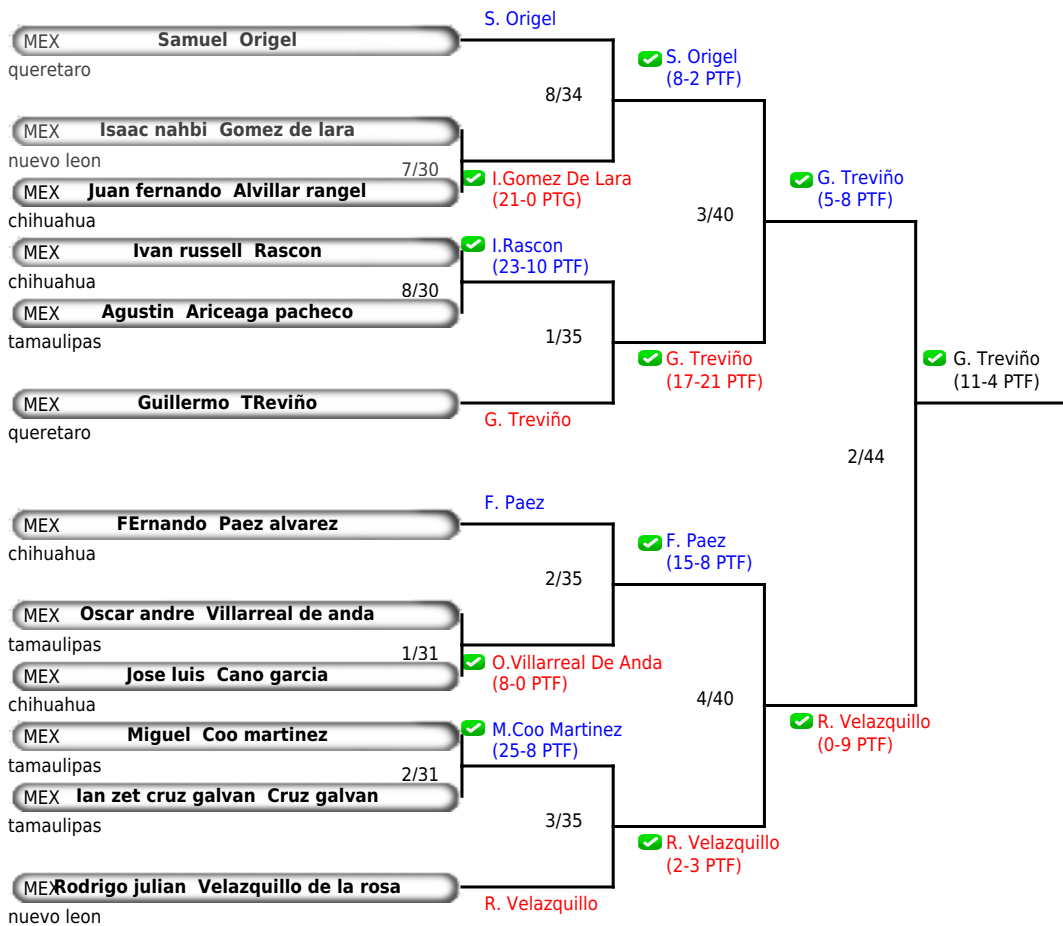 S. Origel
MEX Samuel Origel
queretaro
S. Origel
(8-2 PTF)
8/34
MEX Isaac nahbi Gomez de lara
nuevo leon
7/30
I.Gomez De Lara
(21-0 PTG)
MEX Juan fernando Alvillar rangel
chihuahua
G. Treviño
(5-8 PTF)
3/40
MEX Ivan russell Rascon
chihuahua
I.Rascon
(23-10 PTF)
8/30
MEX Agustin Ariceaga pacheco
tamaulipas
1/35
G. Treviño
(17-21 PTF)
G. Treviño
(11-4 PTF)
MEX Guillermo TReviño
queretaro
G. Treviño
2/44
F. Paez
MEX FErnando Paez alvarez
chihuahua
F. Paez
(15-8 PTF)
2/35
MEX Oscar andre Villarreal de anda
tamaulipas
1/31
O.Villarreal De Anda
(8-0 PTF)
MEX Jose luis Cano garcia
chihuahua
4/40
R. Velazquillo
(0-9 PTF)
MEX Miguel Coo martinez
tamaulipas
M.Coo Martinez
(25-8 PTF)
2/31
MEX Ian zet cruz galvan Cruz galvan
tamaulipas
3/35
R. Velazquillo
(2-3 PTF)
MEX Rodrigo julian Velazquillo de la rosa
nuevo leon
R. Velazquillo